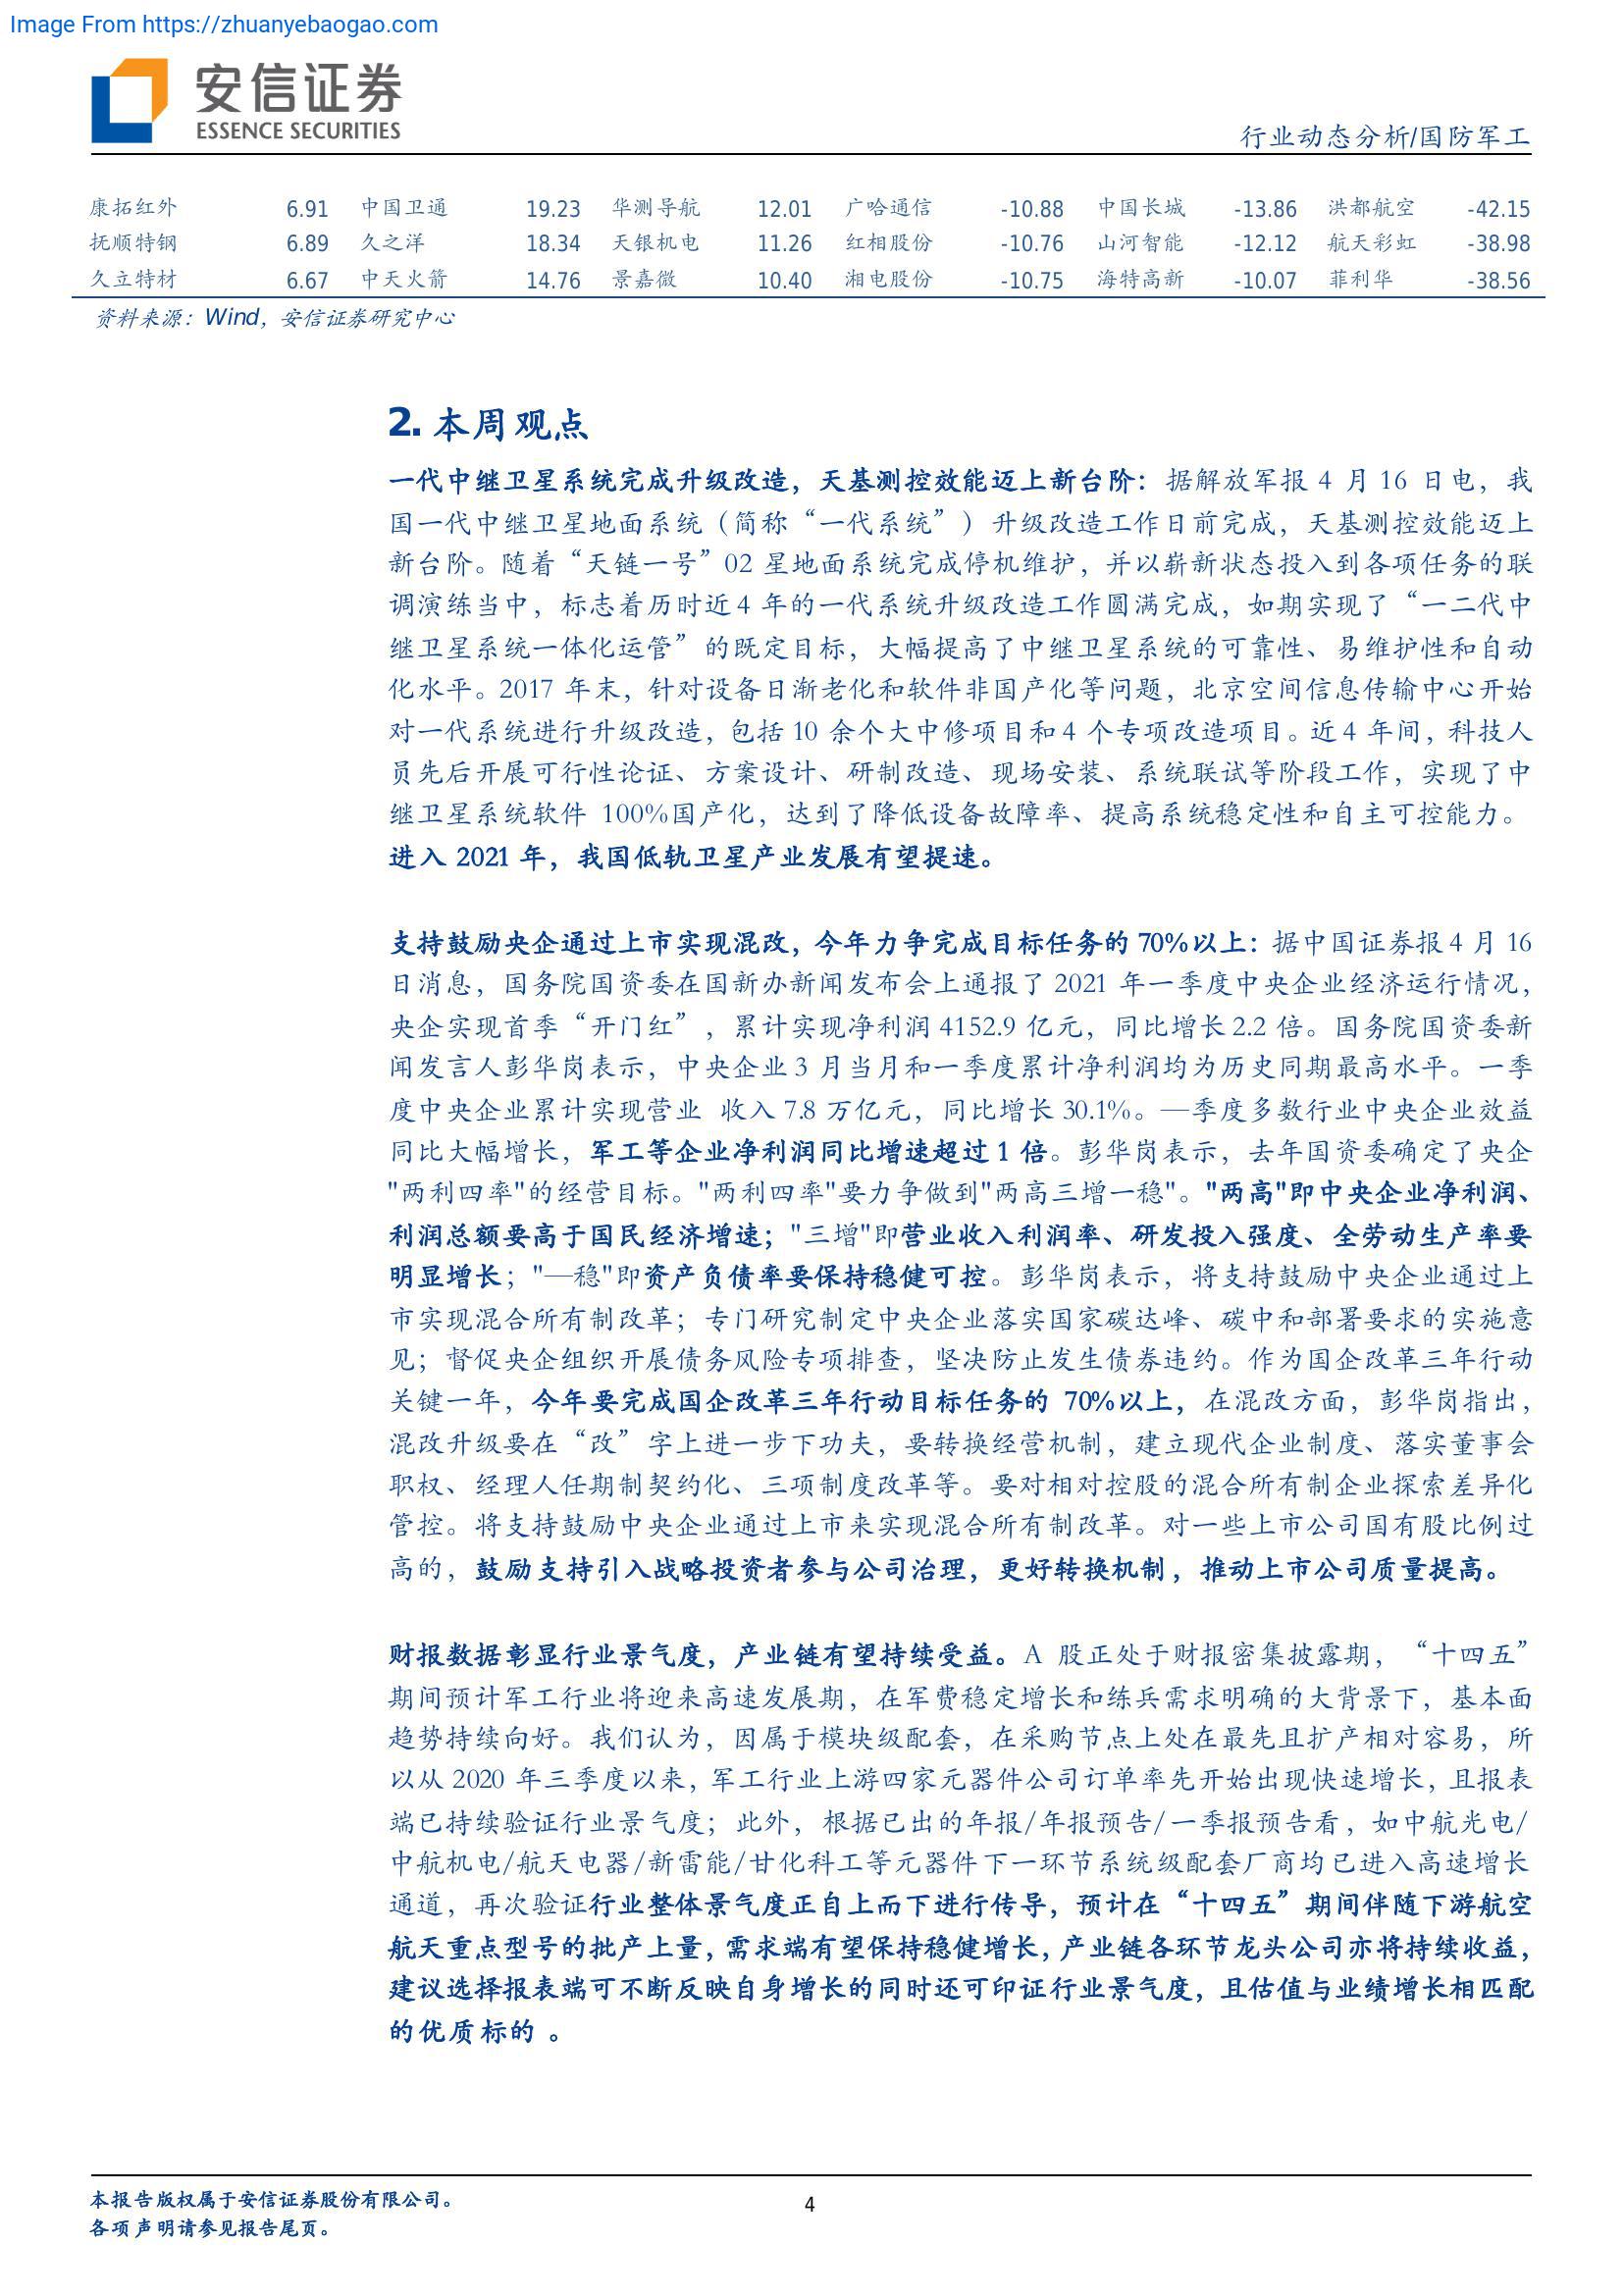 Image From https://zhuanyebaogao.com
安信证券
ESSENCE SECURITIES
行业动态分析/国防军工
康拓红外 6.91 中国卫通 19.23 华测导航 12.01 广哈通信 -10.88 中国长城 -13.86 洪都航空 -42.15
抚顺特钢 6.89 久之洋 18.34 天银机电 11.26 红相股份 -10.76 山河智能 -12.12 航天彩虹 -38.98
久立特材 6.67 中天火箭 14.76 景嘉微 10.40 湘电股份 -10.75 海特高新 -10.07 菲利华 -38.56
资料来源：Wind，安信证券研究中心
2. 本周观点
一代中继卫星系统完成升级改造，天基测控效能迈上新台阶：据解放军报 4 月 16 日电，我
国一代中继卫星地面系统（简称“一代系统”）升级改造工作日前完成，天基测控效能迈上
新台阶。随着“天链一号”02 星地面系统完成停机维护，并以崭新状态投入到各项任务的联
调演练当中，标志着历时近 4 年的一代系统升级改造工作圆满完成，如期实现了“一二代中
继卫星系统一体化运管”的既定目标，大幅提高了中继卫星系统的可靠性、易维护性和自动
化水平。2017 年末，针对设备日渐老化和软件非国产化等问题，北京空间信息传输中心开始
对一代系统进行升级改造，包括 10 余个大中修项目和 4 个专项改造项目。近 4 年间，科技人
员先后开展可行性论证、方案设计、研制改造、现场安装、系统联试等阶段工作，实现了中
继卫星系统软件 100%国产化，达到了降低设备故障率、提高系统稳定性和自主可控能力。
进入 2021 年，我国低轨卫星产业发展有望提速。
支持鼓励央企通过上市实现混改，今年力争完成目标任务的 70%以上：据中国证券报 4 月 16
日消息，国务院国资委在国新办新闻发布会上通报了 2021 年一季度中央企业经济运行情况，
央企实现首季“开门红”，累计实现净利润 4152.9 亿元，同比增长 2.2 倍。国务院国资委新
闻发言人彭华岗表示，中央企业 3 月当月和一季度累计净利润均为历史同期最高水平。一季
度中央企业累计实现营业 收入 7.8 万亿元，同比增长 30.1%。—季度多数行业中央企业效益
同比大幅增长，军工等企业净利润同比增速超过 1 倍。彭华岗表示，去年国资委确定了央企
"两利四率"的经营目标。"两利四率"要力争做到"两高三增一稳"。"两高"即中央企业净利润、
利润总额要高于国民经济增速；"三增"即营业收入利润率、研发投入强度、全劳动生产率要
明显增长；"—稳"即资产负债率要保持稳健可控。彭华岗表示，将支持鼓励中央企业通过上
市实现混合所有制改革；专门研究制定中央企业落实国家碳达峰、碳中和部署要求的实施意
见；督促央企组织开展债务风险专项排查，坚决防止发生债券违约。作为国企改革三年行动
关键一年，今年要完成国企改革三年行动目标任务的 70%以上，在混改方面，彭华岗指出，
混改升级要在“改”字上进一步下功夫，要转换经营机制，建立现代企业制度、落实董事会
职权、经理人任期制契约化、三项制度改革等。要对相对控股的混合所有制企业探索差异化
管控。将支持鼓励中央企业通过上市来实现混合所有制改革。对一些上市公司国有股比例过
高的，鼓励支持引入战略投资者参与公司治理，更好转换机制，推动上市公司质量提高。
财报数据彰显行业景气度，产业链有望持续受益。A 股正处于财报密集披露期，“十四五”
期间预计军工行业将迎来高速发展期，在军费稳定增长和练兵需求明确的大背景下，基本面
趋势持续向好。我们认为，因属于模块级配套，在采购节点上处在最先且扩产相对容易，所
以从 2020 年三季度以来，军工行业上游四家元器件公司订单率先开始出现快速增长，且报表
端已持续验证行业景气度；此外，根据已出的年报/年报预告/一季报预告看，如中航光电/
中航机电/航天电器/新雷能/甘化科工等元器件下一环节系统级配套厂商均已进入高速增长
通道，再次验证行业整体景气度正自上而下进行传导，预计在“十四五”期间伴随下游航空
航天重点型号的批产上量，需求端有望保持稳健增长，产业链各环节龙头公司亦将持续收益，
建议选择报表端可不断反映自身增长的同时还可印证行业景气度，且估值与业绩增长相匹配
的优质标的 。
本报告版权属于安信证券股份有限公司。
4
各项声明请参见报告尾页。